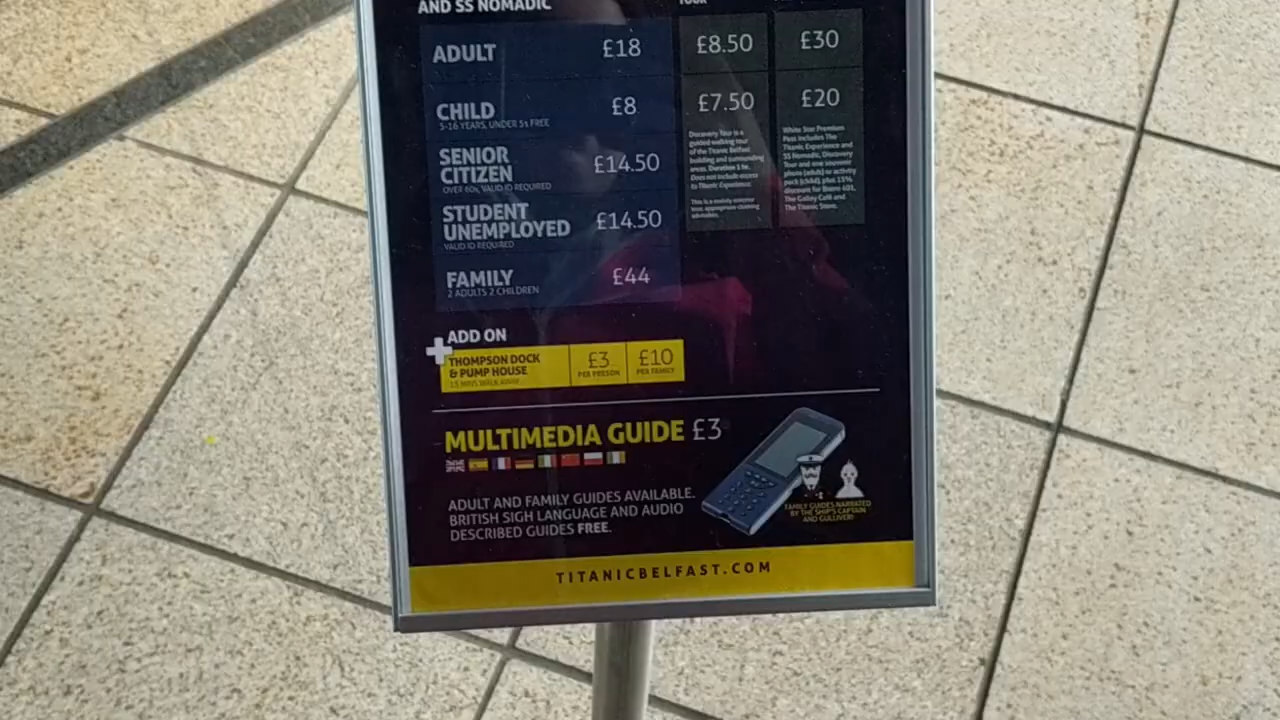 AND SS NOMADIC
TOUR
ADULT £18 £8.50 £30
CHILD £8 £7.50 £20
5-16 YEARS, UNDER 5s FREE
SENIOR
CITIZEN £14.50
OVER 60s, VALID ID REQUIRED
STUDENT
UNEMPLOYED £14.50
VALID ID REQUIRED
FAMILY £44
2 ADULTS 2 CHILDREN
Discovery Tour is a
guided walking tour
of the Titanic Belfast
building and surrounding
areas. Duration 1 hr.
Does not include access
to Titanic Experience.
This is a mainly exterior
tour, appropriate clothing
advisable.
White Star Premium
Pass includes The
Titanic Experience and
SS Nomadic, Discovery
Tour and one souvenir
photo (adult) or activity
pack (child), plus 15%
discount for Bistro 401,
The Galley Café and
The Titanic Store.
ADD ON
THOMPSON DOCK
& PUMP HOUSE
15 MINS WALK AWAY
£3
PER PERSON
£10
PER FAMILY
MULTIMEDIA GUIDE £3
ADULT AND FAMILY GUIDES AVAILABLE.
BRITISH SIGH LANGUAGE AND AUDIO
DESCRIBED GUIDES FREE.
FAMILY GUIDES NARRATED
BY THE SHIP'S CAPTAIN
AND GULLIVER!
TITANICBELFAST.COM